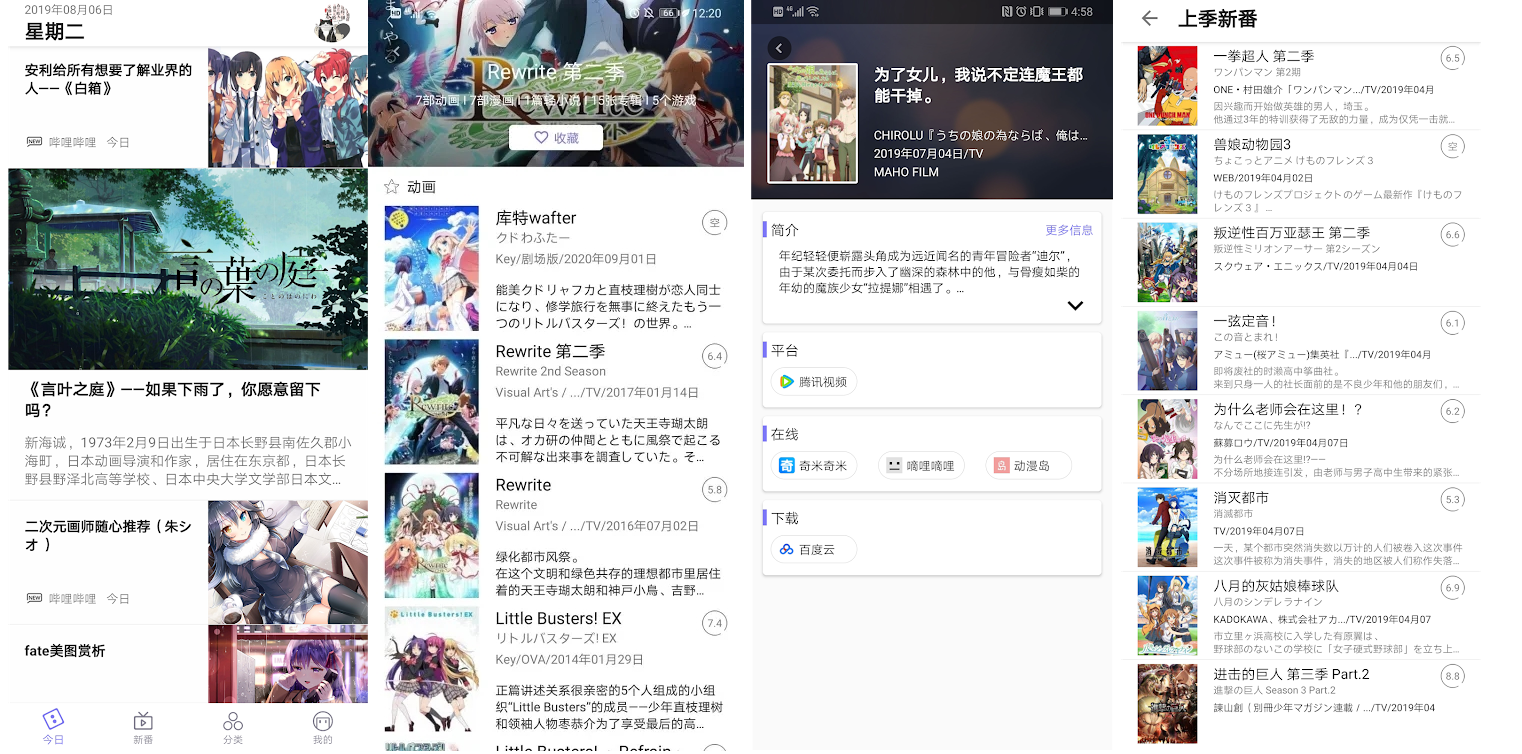 2019年08月06日
星期二
安利给所有想要了解业界的
人——《白箱》
NEW 哔哩哔哩 今日
言の葉の庭
ことのはのにわ
《言叶之庭》——如果下雨了，你愿意留下
吗?
新海诚，1973年2月9日出生于日本长野县南佐久郡小
海町，日本动画导演和作家，居住在东京都，日本长
野县野泽北高等学校、日本中央大学文学部日本文...
二次元画师随心推荐（朱シ
オ ）
NEW 哔哩哔哩 今日
fate美图赏析
今日
新番
分类
我的
HD 66 12:20
Rewrite 第二季
7部动画 | 7部漫画 | 1篇轻小说 | 15张专辑 | 5个游戏
收藏
动画
库特wafter
空
クドわふたー
Key/剧场版/2020年09月01日
能美クドリャフカと直枝理樹が恋人同士
になり、修学旅行を無事に終えたもう一
つのリトルバスターズ！の世界。...
Rewrite 第二季
6.4
Rewrite 2nd Season
Visual Art's / .../TV/2017年01月14日
平凡な日々を送っていた天王寺瑚太朗
は、オカ研の仲間とともに風祭で起こる
不可解な出来事を調査していた。そ...
Rewrite
5.8
Rewrite
Visual Art's / .../TV/2016年07月02日
绿化都市风祭。
在这个文明和绿色共存的理想都市里居住
着的天王寺瑚太朗和神戸小鳥、吉野...
Little Busters! EX
7.4
リトルバスターズ! EX
Key/OVA/2014年01月29日
正篇讲述关系很亲密的5个人组成的小组
织"Little Busters"的成员——少年直枝理树
和领袖人物枣恭介为了享受最后的高...
Little Busters! ~Refrain~
HD 4:58
为了女儿，我说不定连魔王都
能干掉。
CHIROLU『うちの娘の為ならば、俺は...
2019年07月04日/TV
MAHO FILM
简介
更多信息
年纪轻轻便崭露头角成为远近闻名的青年冒险者"迪尔"，
由于某次委托而步入了幽深的森林中的他，与骨瘦如柴的
年幼的魔族少女"拉提娜"相遇了。...
平台
腾讯视频
在线
奇 奇米奇米
嘀哩嘀哩
岛 动漫岛
下载
百度云
上季新番
一拳超人 第二季
6.5
ワンパンマン 第2期
ONE・村田雄介「ワンパンマン.../TV/2019年04月
因兴趣而开始做英雄的男人，埼玉。
他通过3年的特训获得了无敌的力量，成为仅凭一击就...
兽娘动物园3
空
ちょこっとアニメ けものフレンズ３
WEB/2019年04月02日
けものフレンズプロジェクトのゲーム最新作『けものフ
レンズ３』...
叛逆性百万亚瑟王 第二季
6.6
叛逆性ミリオンアーサー 第2シーズン
スクウェア・エニックス/TV/2019年04月04日
一弦定音！
6.1
この音とまれ！
アミュー(桜アミュー)集英社『.../TV/2019年04月
即将废社的时濑高中筝曲社。
来到只身一人的社长面前的是不良少年和他的朋友们，...
为什么老师会在这里！？
6.2
なんでここに先生が!?
蘇募ロウ/TV/2019年04月07日
为什么老师会在这里!?——
不分场所地接连引发，由老师与男子高中生带来的紧张...
消灭都市
5.3
消滅都市
TV/2019年04月07日
一天，某个都市突然消失数以万计的人们被卷入这次事件
这次事件被称为消失事件，消失的地区被人们称作失落...
八月的灰姑娘棒球队
6.9
八月のシンデレラナイン
KADOKAWA、株式会社アカ.../TV/2019年04月07
市立里ヶ浜高校に入学した有原翼は、
野球部のないこの学校に「女子硬式野球部」を立ち上...
进击的巨人 第三季 Part.2
8.8
進撃の巨人 Season 3 Part.2
諫山創（別冊少年マガジン連載 / .../TV/2019年04